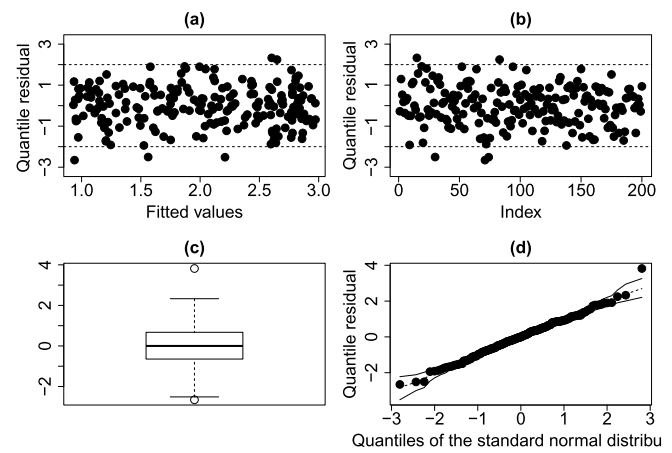 (a)
Quantile residual
3
1
−1
−3
1.0 1.5 2.0 2.5 3.0
Fitted values
(b)
Quantile residual
3
1
−1
−3
0 50 100 150 200
Index
(c)
4
2
0
−2
(d)
Quantile residual
4
2
0
−2
−3 −2 −1 0 1 2 3
Quantiles of the standard normal distribu